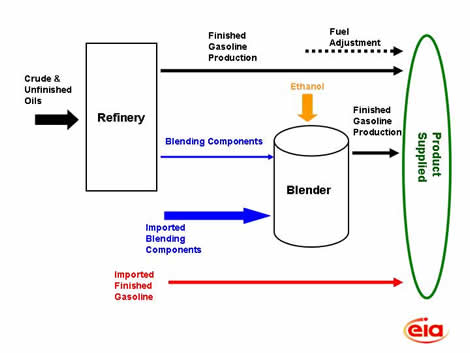 Finished
Gasoline
Production
Fuel
Adjustment
Crude &
Unfinished
Oils
Refinery
Ethanol
Finished
Gasoline
Production
Blending Components
Blender
Product
Supplied
Imported
Blending
Components
Imported
Finished
Gasoline
eia